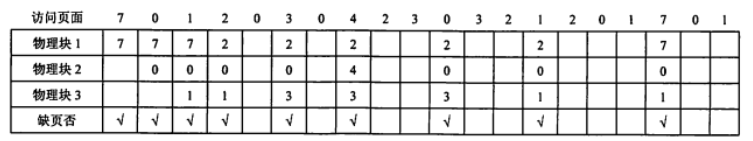 访问页面 7 0 1 2 0 3 0 4 2 3 0 3 2 1 2 0 1 7 0 1
物理块 1 7 7 7 2 2 2 2 2 7
物理块 2 0 0 0 0 4 0 0 0
物理块 3 1 1 3 3 3 1 1
缺页否 √ √ √ √ √ √ √ √ √